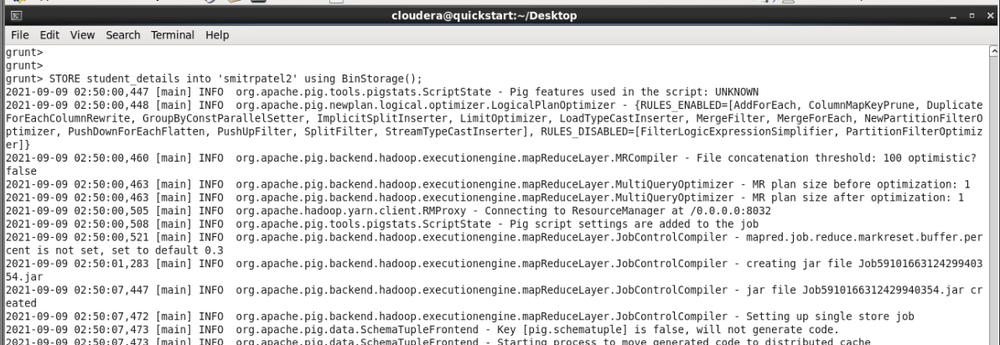 cloudera@quickstart:~/Desktop
File Edit View Search Terminal Help
grunt>
grunt>
grunt> STORE student_details into 'smitrpatel2' using BinStorage();
2021-09-09 02:50:00,447 [main] INFO  org.apache.pig.tools.pigstats.ScriptState - Pig features used in the script: UNKNOWN
2021-09-09 02:50:00,448 [main] INFO  org.apache.pig.newplan.logical.optimizer.LogicalPlanOptimizer - {RULES_ENABLED=[AddForEach, ColumnMapKeyPrune, Duplicate
ForEachColumnRewrite, GroupByConstParallelSetter, ImplicitSplitInserter, LimitOptimizer, LoadTypeCastInserter, MergeFilter, MergeForEach, NewPartitionFilterO
ptimizer, PushDownForEachFlatten, PushUpFilter, SplitFilter, StreamTypeCastInserter], RULES_DISABLED=[FilterLogicExpressionSimplifier, PartitionFilterOptimiz
er]}
2021-09-09 02:50:00,460 [main] INFO  org.apache.pig.backend.hadoop.executionengine.mapReduceLayer.MRCompiler - File concatenation threshold: 100 optimistic?
false
2021-09-09 02:50:00,463 [main] INFO  org.apache.pig.backend.hadoop.executionengine.mapReduceLayer.MultiQueryOptimizer - MR plan size before optimization: 1
2021-09-09 02:50:00,463 [main] INFO  org.apache.pig.backend.hadoop.executionengine.mapReduceLayer.MultiQueryOptimizer - MR plan size after optimization: 1
2021-09-09 02:50:00,505 [main] INFO  org.apache.hadoop.yarn.client.RMProxy - Connecting to ResourceManager at /0.0.0.0:8032
2021-09-09 02:50:00,508 [main] INFO  org.apache.pig.tools.pigstats.ScriptState - Pig script settings are added to the job
2021-09-09 02:50:00,521 [main] INFO  org.apache.pig.backend.hadoop.executionengine.mapReduceLayer.JobControlCompiler - mapred.job.reduce.markreset.buffer.per
cent is not set, set to default 0.3
2021-09-09 02:50:01,283 [main] INFO  org.apache.pig.backend.hadoop.executionengine.mapReduceLayer.JobControlCompiler - creating jar file Job59101663124299403
54.jar
2021-09-09 02:50:07,447 [main] INFO  org.apache.pig.backend.hadoop.executionengine.mapReduceLayer.JobControlCompiler - jar file Job5910166312429940354.jar cr
eated
2021-09-09 02:50:07,472 [main] INFO  org.apache.pig.backend.hadoop.executionengine.mapReduceLayer.JobControlCompiler - Setting up single store job
2021-09-09 02:50:07,473 [main] INFO  org.apache.pig.data.SchemaTupleFrontend - Key [pig.schematuple] is false, will not generate code.
2021-09-09 02:50:07,473 [main] INFO  org.apache.pig.data.SchemaTupleFrontend - Starting process to move generated code to distributed cache